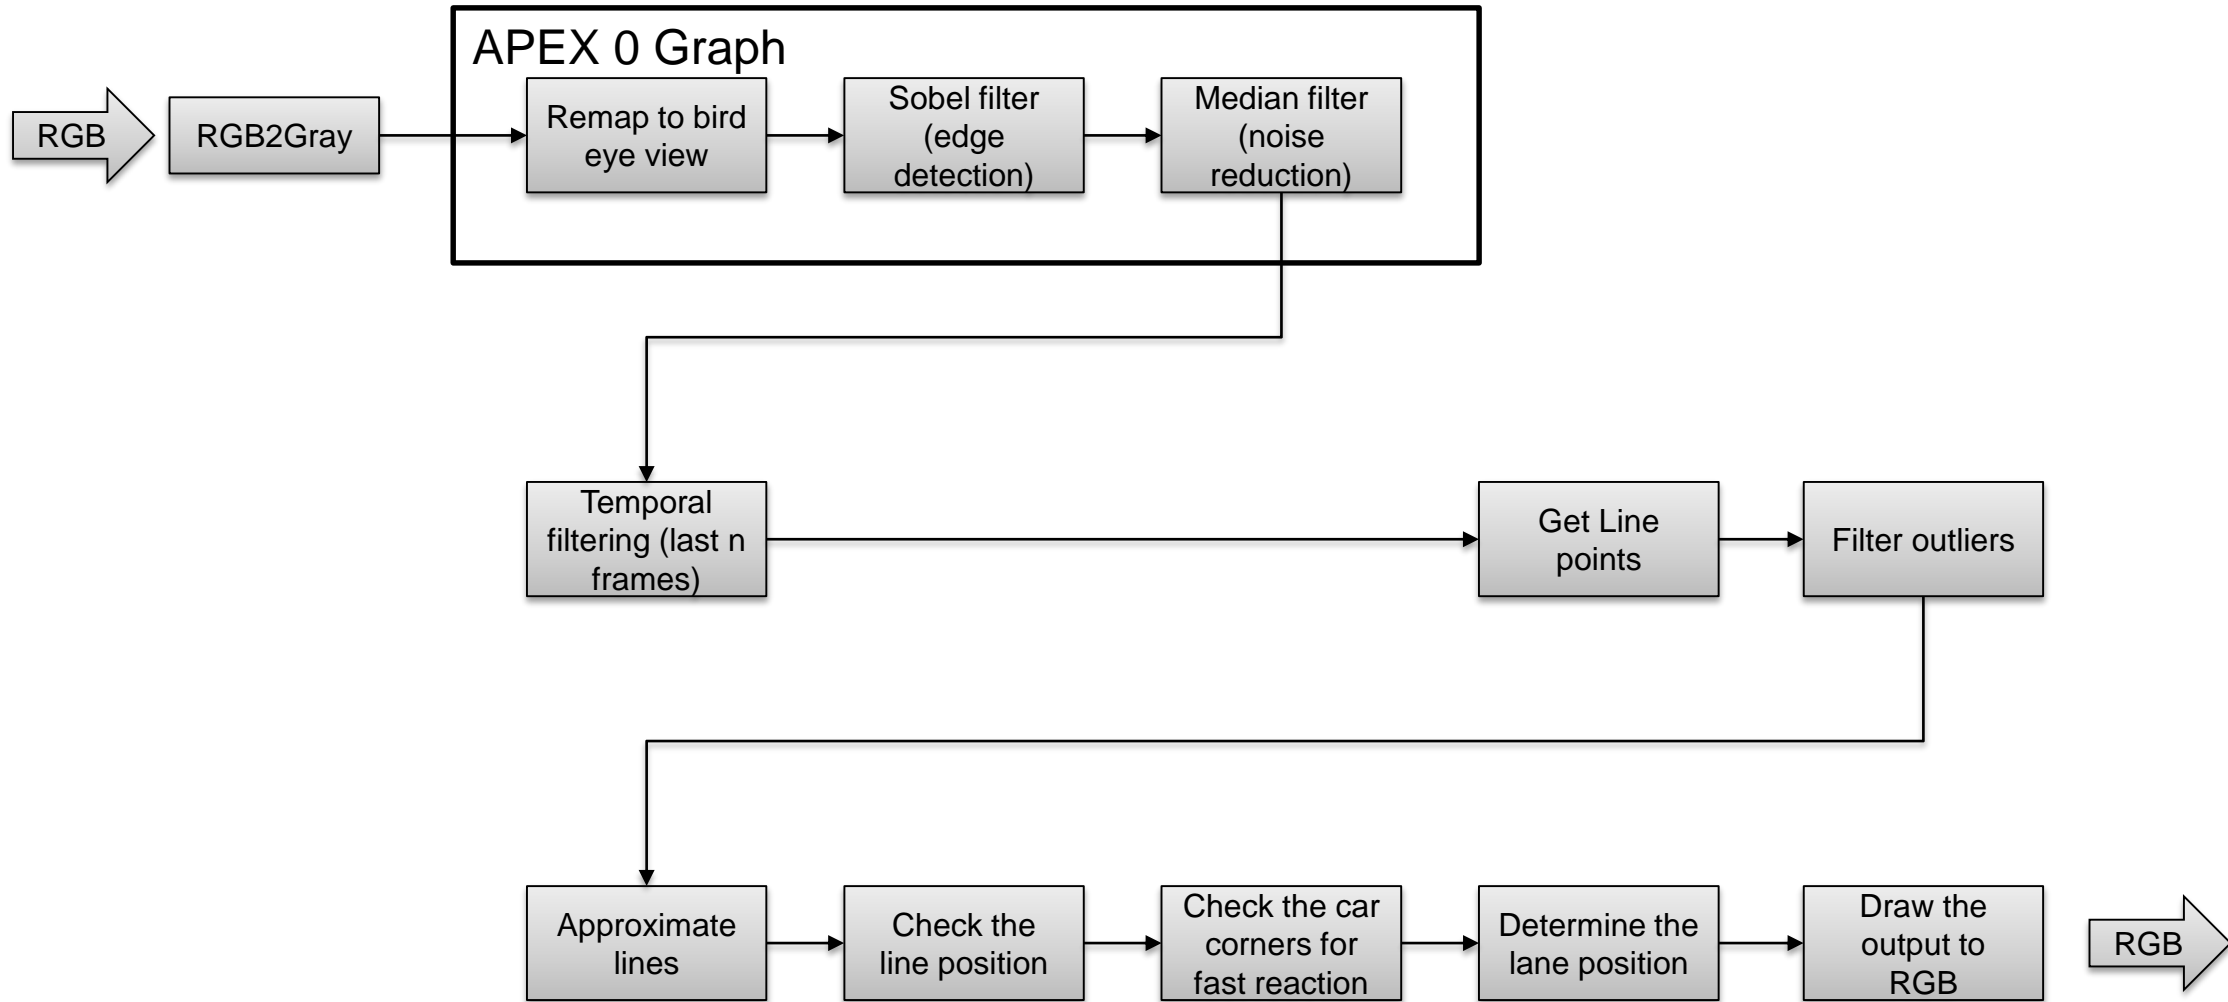 APEX 0 Graph
RGB
RGB2Gray
Remap to bird
eye view
Sobel filter
(edge
detection)
Median filter
(noise
reduction)
Temporal
filtering (last n
frames)
Get Line
points
Filter outliers
Approximate
lines
Check the
line position
Check the car
corners for
fast reaction
Determine the
lane position
Draw the
output to
RGB
RGB